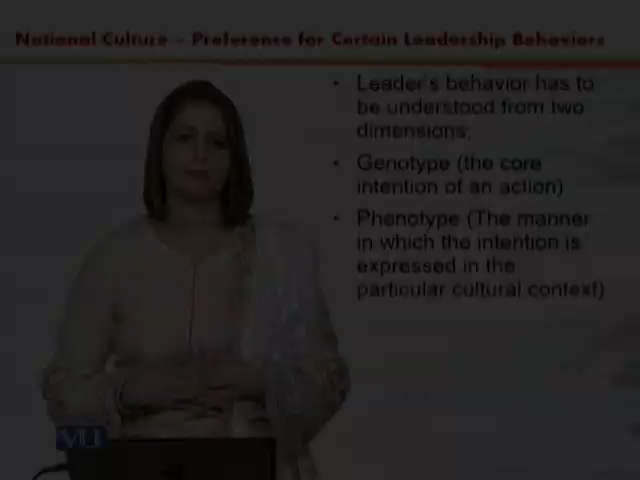 National Culture – Preference for Certain Leadership Behaviors
• Leader's behavior has to
be understood from two
dimensions;
• Genotype (the core
intention of an action)
• Phenotype (The manner
in which the intention is
expressed in the
particular cultural context)
VU